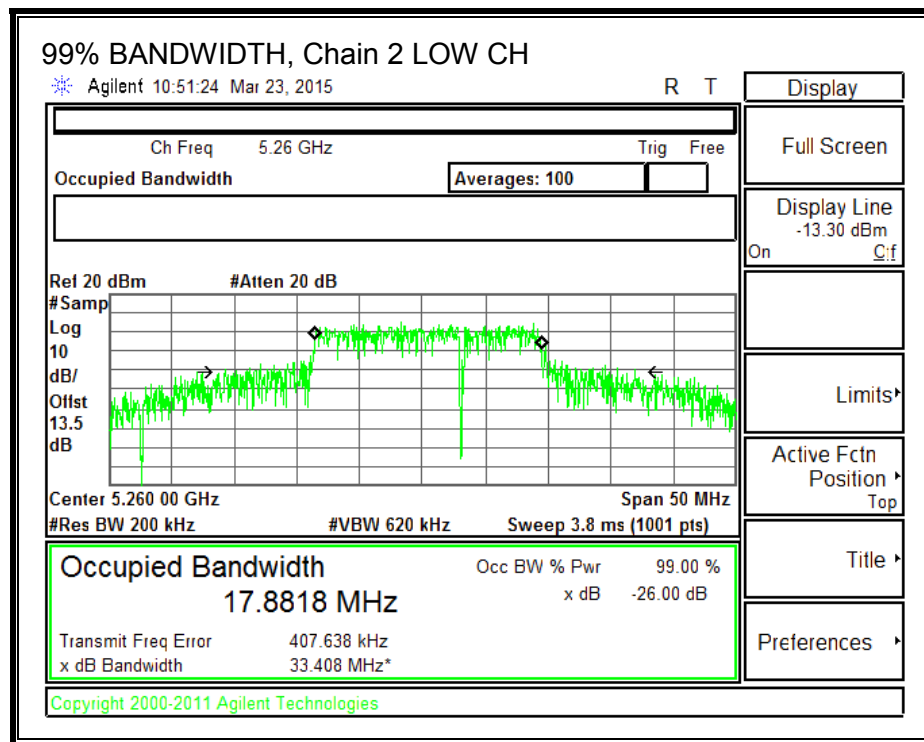 99% BANDWIDTH, Chain 2 LOW CH
Agilent 10:51:24 Mar 23, 2015 R T
Display
Ch Freq 5.26 GHz Trig Free
Full Screen
Occupied Bandwidth Averages: 100
Display Line
-13.30 dBm
On Off
Ref 20 dBm #Atten 20 dB
#Samp
Log
10
dB/
Offst
13.5
dB
Limits
Active Fctn
Position
Top
Center 5.260 00 GHz Span 50 MHz
#Res BW 200 kHz #VBW 620 kHz Sweep 3.8 ms (1001 pts)
Title
Occupied Bandwidth Occ BW % Pwr 99.00 %
17.8818 MHz x dB -26.00 dB
Transmit Freq Error 407.638 kHz
x dB Bandwidth 33.408 MHz*
Preferences
Copyright 2000-2011 Agilent Technologies